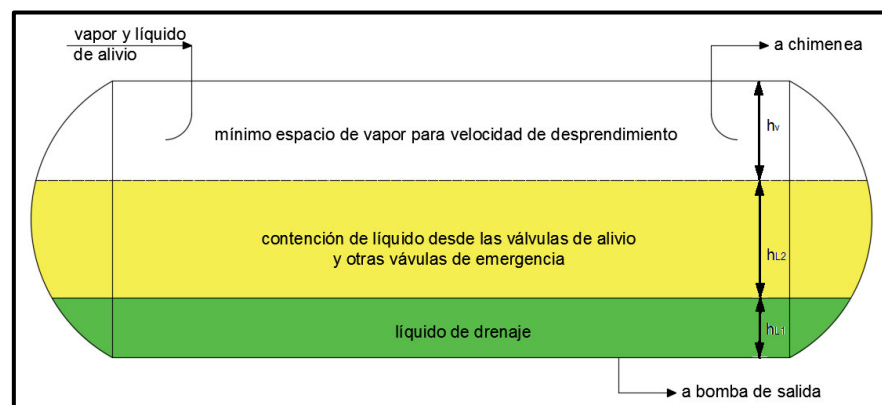 vapor y líquido
de alivio
a chimenea
mínimo espacio de vapor para velocidad de desprendimiento
hv
contención de líquido desde las válvulas de alivio
y otras vávulas de emergencia
hL2
líquido de drenaje
hL1
a bomba de salida